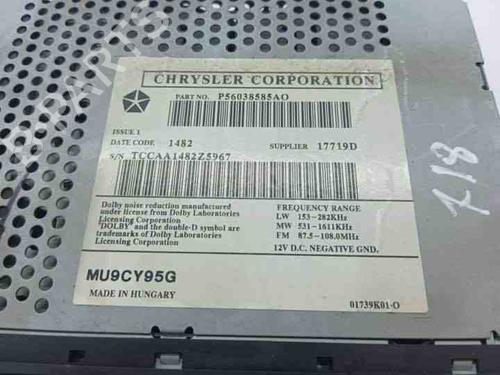 CHRYSLER CORPORATION
PART NO. P56038585AO
ISSUE 1
DATE CODE 1482 SUPPLIER 17719D
S/N TCCAA1482Z5967
Dolby noise reduction manufactured
under license from Dolby Laboratories
Licensing Corporation.
"DOLBY" and the double-D symbol are
trademarks of Dolby Laboratories
Licensing Corporation
FREQUENCY RANGE
LW 153-282KHz
MW 531-1611KHz
FM 87.5-108.0MHz
12V D.C. NEGATIVE GND.
MU9CY95G
MADE IN HUNGARY
01739K01-O
B-PARTS